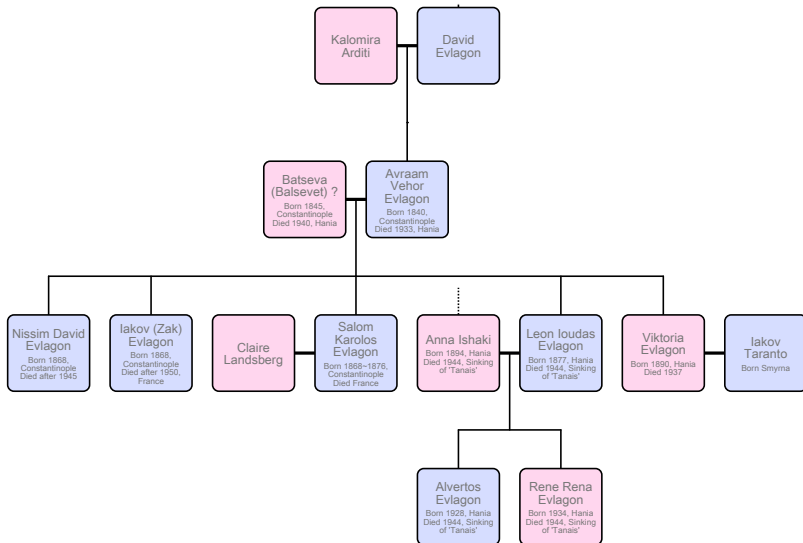 Kalomira
Arditi
David
Evlagon
Batseva
(Balsevet) ?
Born 1845,
Constantinople
Died 1940, Hania
Avraam
Vehor
Evlagon
Born 1840,
Constantinople
Died 1933, Hania
Nissim David
Evlagon
Born 1868,
Constantinople
Died after 1945
Iakov (Zak)
Evlagon
Born 1868,
Constantinople
Died after 1950,
France
Claire
Landsberg
Salom
Karolos
Evlagon
Born 1868~1876,
Constantinople
Died France
Anna Ishaki
Born 1894, Hania
Died 1944, Sinking
of 'Tanais'
Leon Ioudas
Evlagon
Born 1877, Hania
Died 1944, Sinking
of 'Tanais'
Viktoria
Evlagon
Born 1890, Hania
Died 1937
Iakov
Taranto
Born Smyrna
Alvertos
Evlagon
Born 1928, Hania
Died 1944, Sinking
of 'Tanais'
Rene Rena
Evlagon
Born 1934, Hania
Died 1944, Sinking
of 'Tanais'